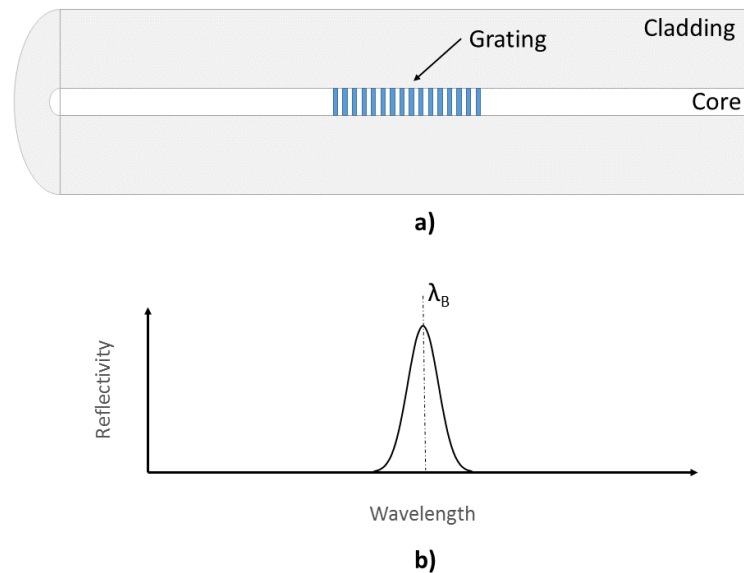 Cladding
Grating
Core
a)
λB
Reflectivity
Wavelength
b)